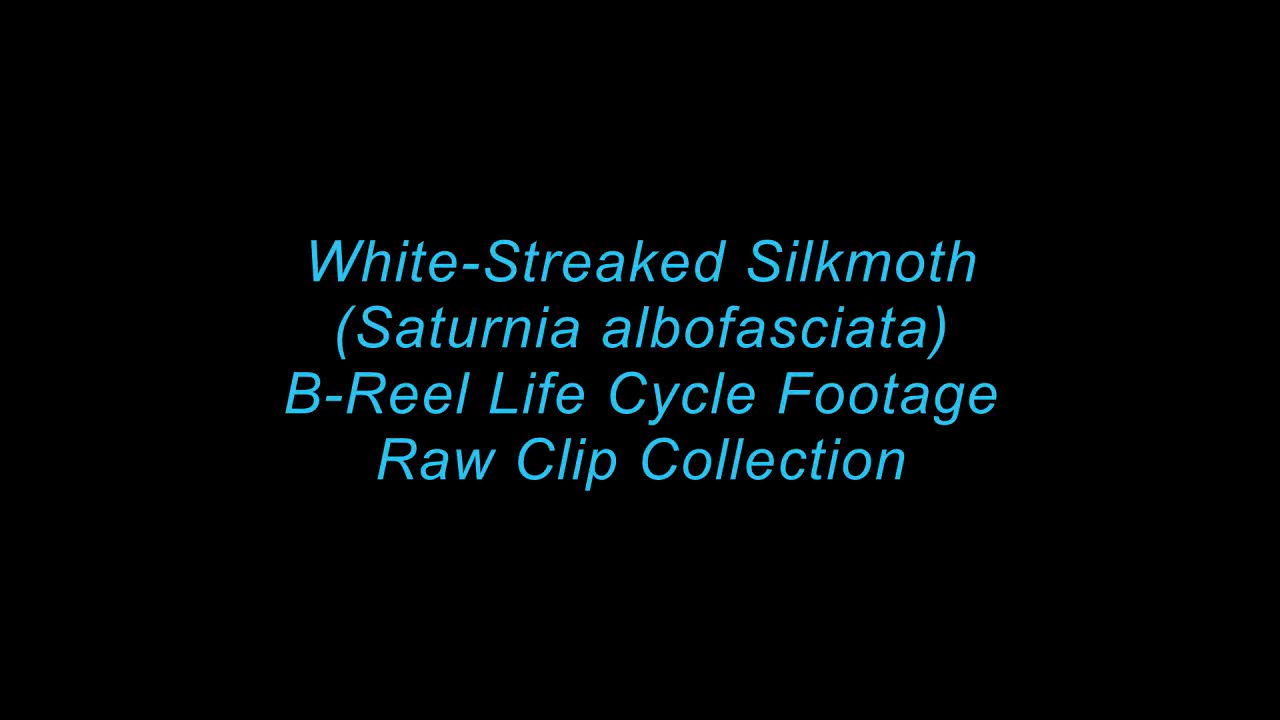 White-Streaked Silkmoth
(Saturnia albofasciata)
B-Reel Life Cycle Footage
Raw Clip Collection